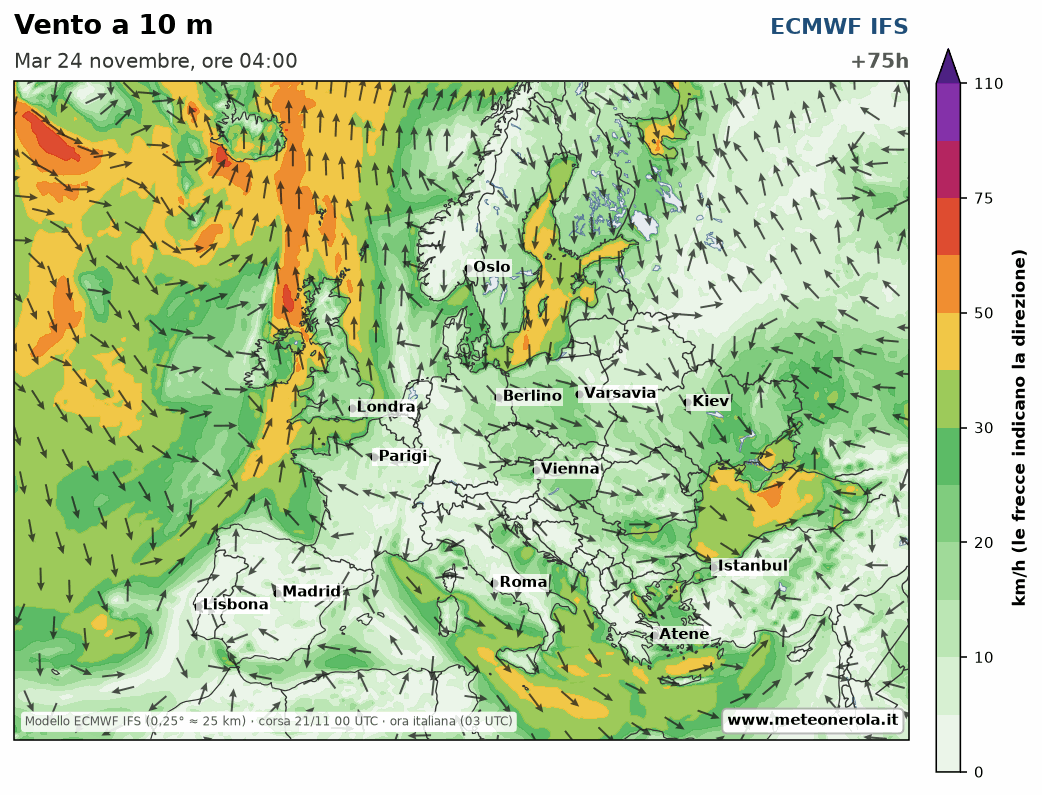 Vento a 10 m
ECMWF IFS
Mar 24 novembre, ore 04:00
+75h
Oslo
Berlino
Varsavia
Kiev
Londra
Parigi
Vienna
Istanbul
Roma
Madrid
Lisbona
Atene
Modello ECMWF IFS (0,25° ≈ 25 km) · corsa 21/11 00 UTC · ora italiana (03 UTC)
www.meteonerola.it
110
75
50
30
20
10
0
km/h (le frecce indicano la direzione)